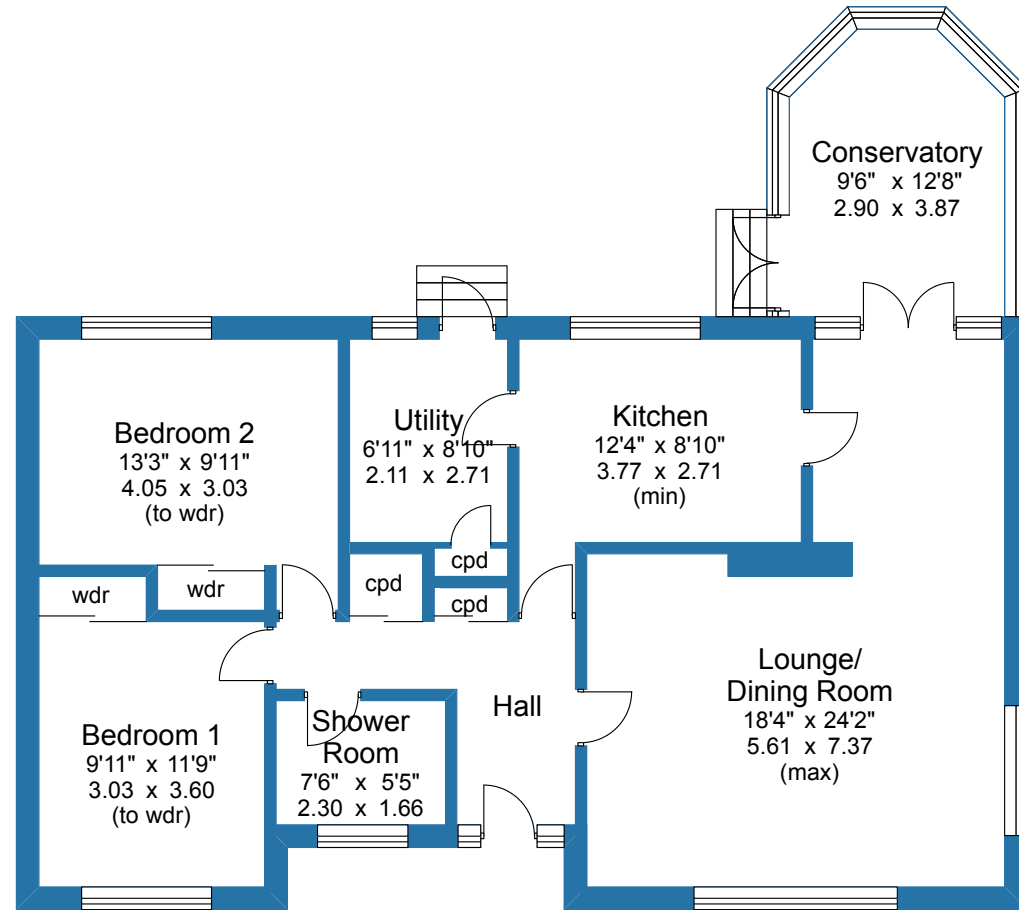 Conservatory
9'6" x 12'8"
2.90 x 3.87
Bedroom 2
13'3" x 9'11"
4.05 x 3.03
(to wdr)
Utility
6'11" x 8'10"
2.11 x 2.71
Kitchen
12'4" x 8'10"
3.77 x 2.71
(min)
wdr
wdr
cpd
cpd
cpd
Lounge/
Dining Room
18'4" x 24'2"
5.61 x 7.37
(max)
Hall
Shower
Room
7'6" x 5'5"
2.30 x 1.66
Bedroom 1
9'11" x 11'9"
3.03 x 3.60
(to wdr)